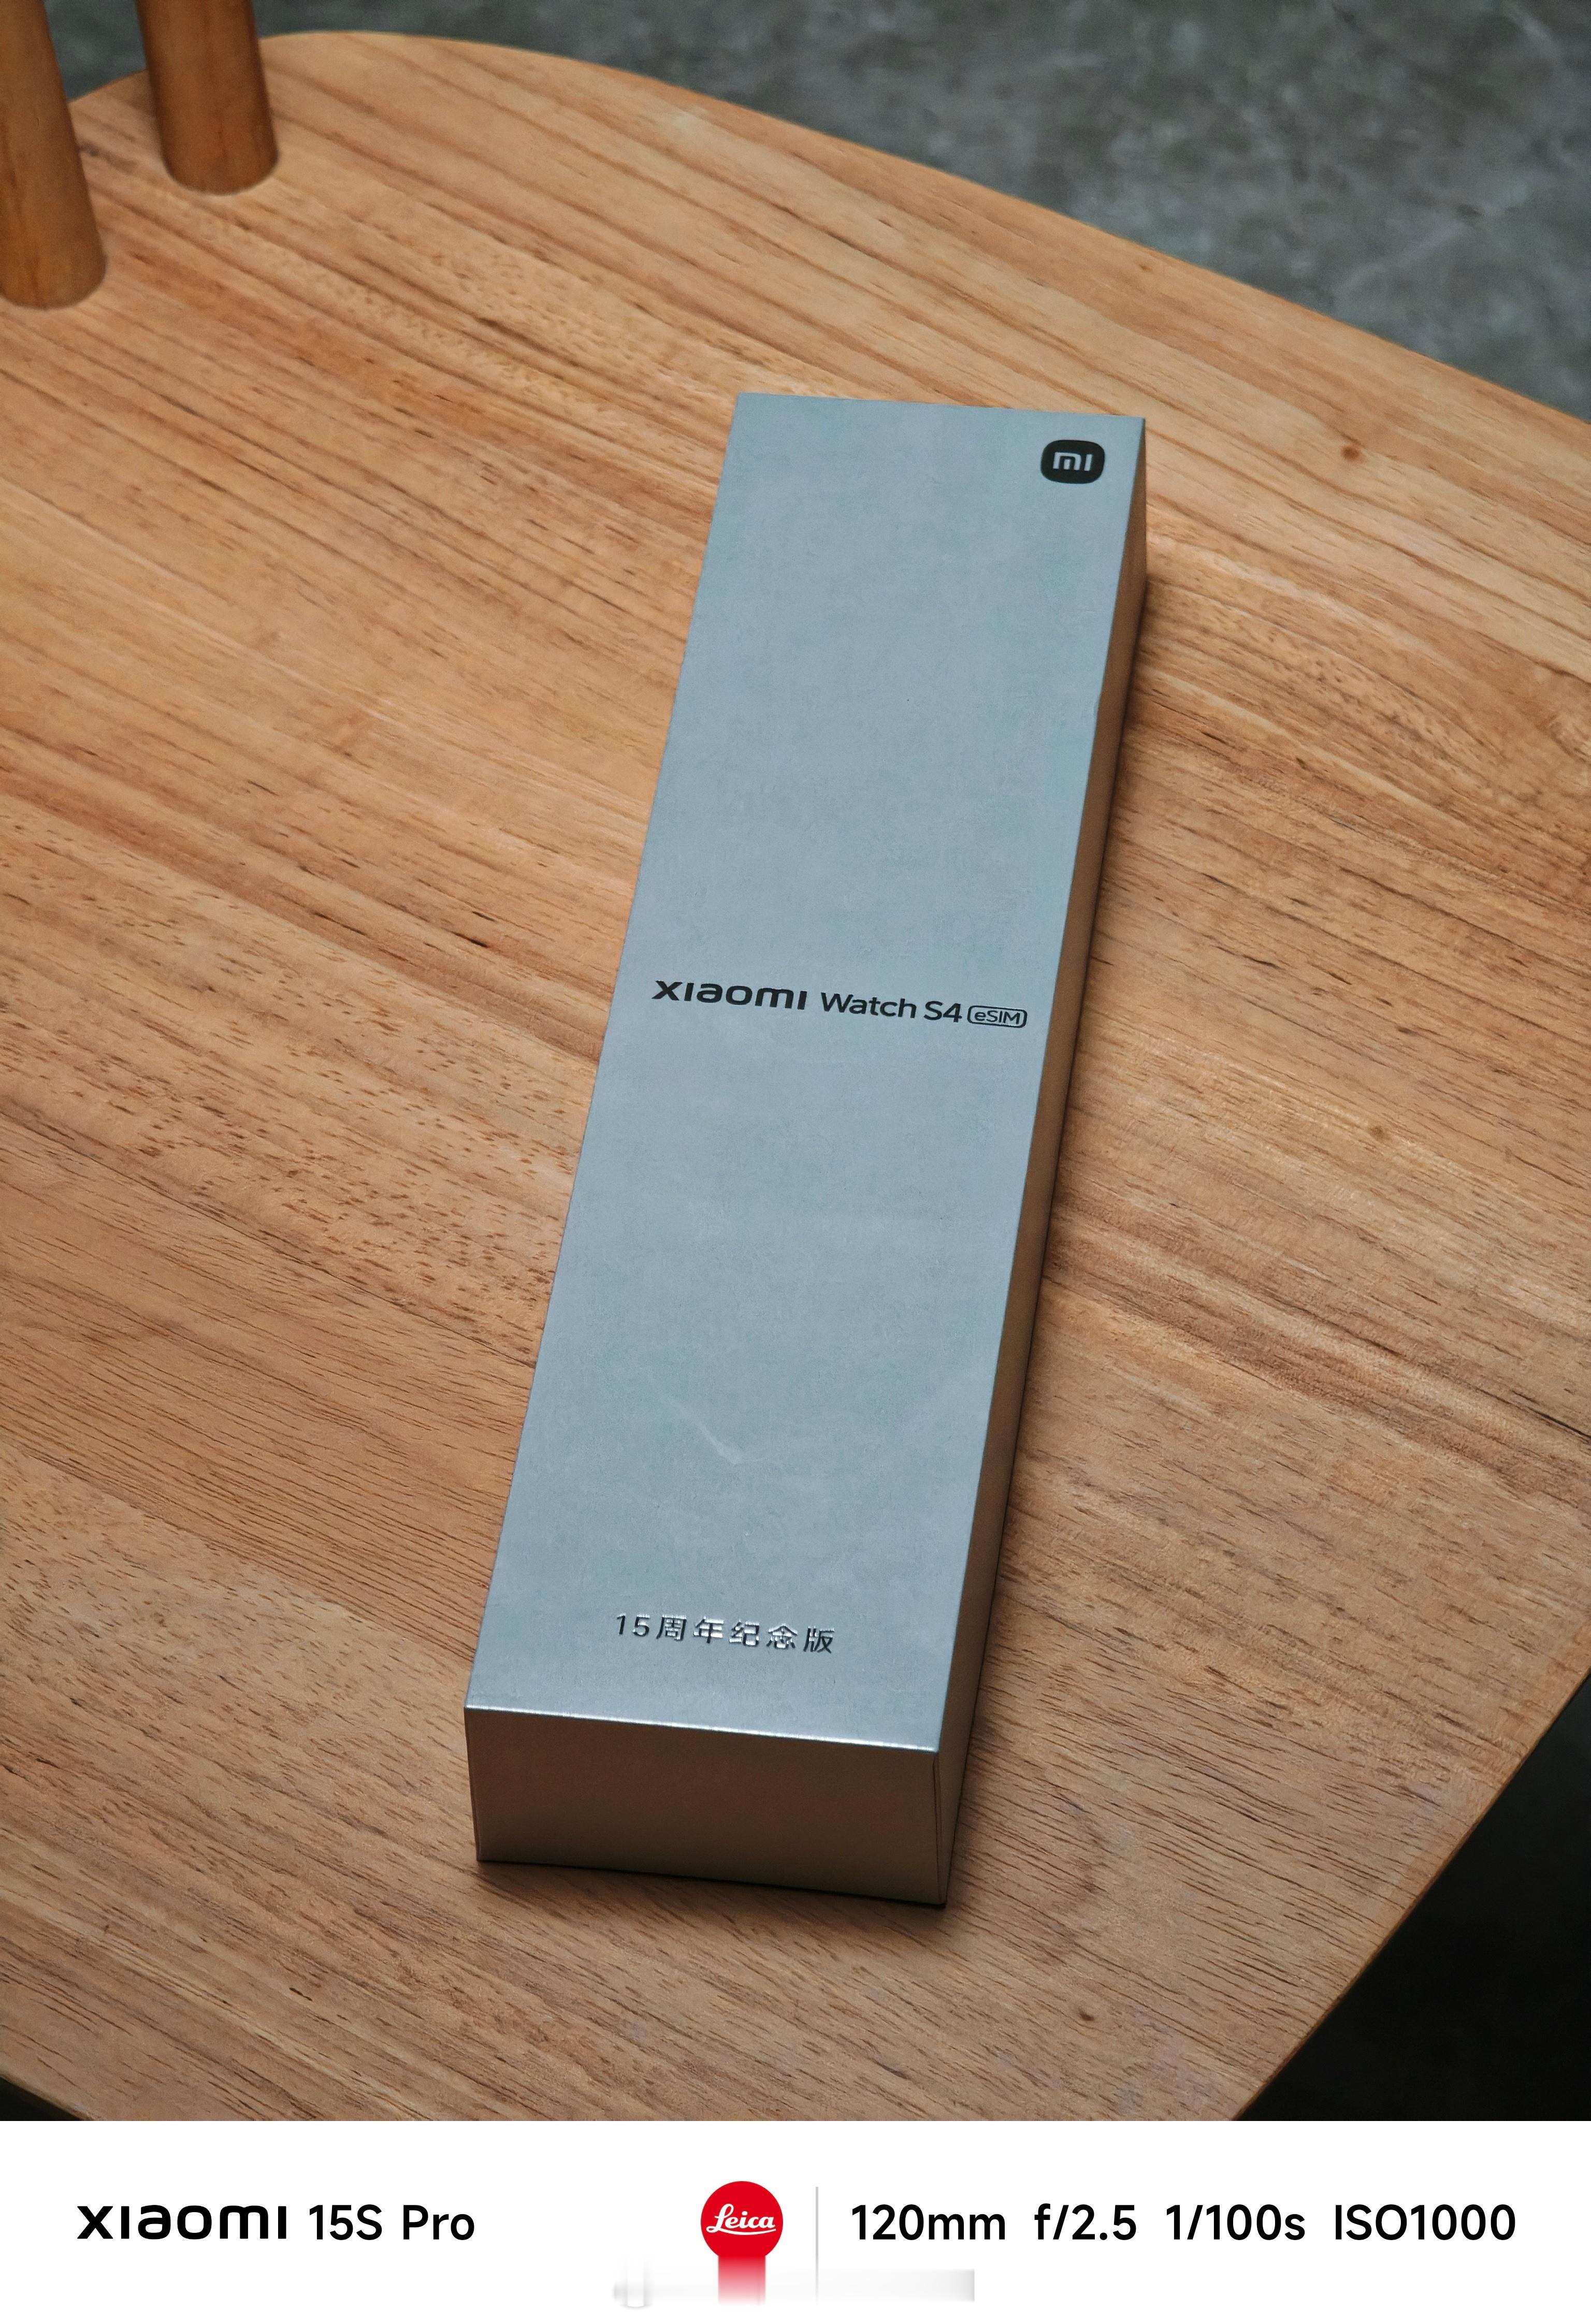 mi
xiaomi Watch S4 eSIM
15周年纪念版
xiaomi 15S Pro
Leica
120mm f/2.5 1/100s ISO1000